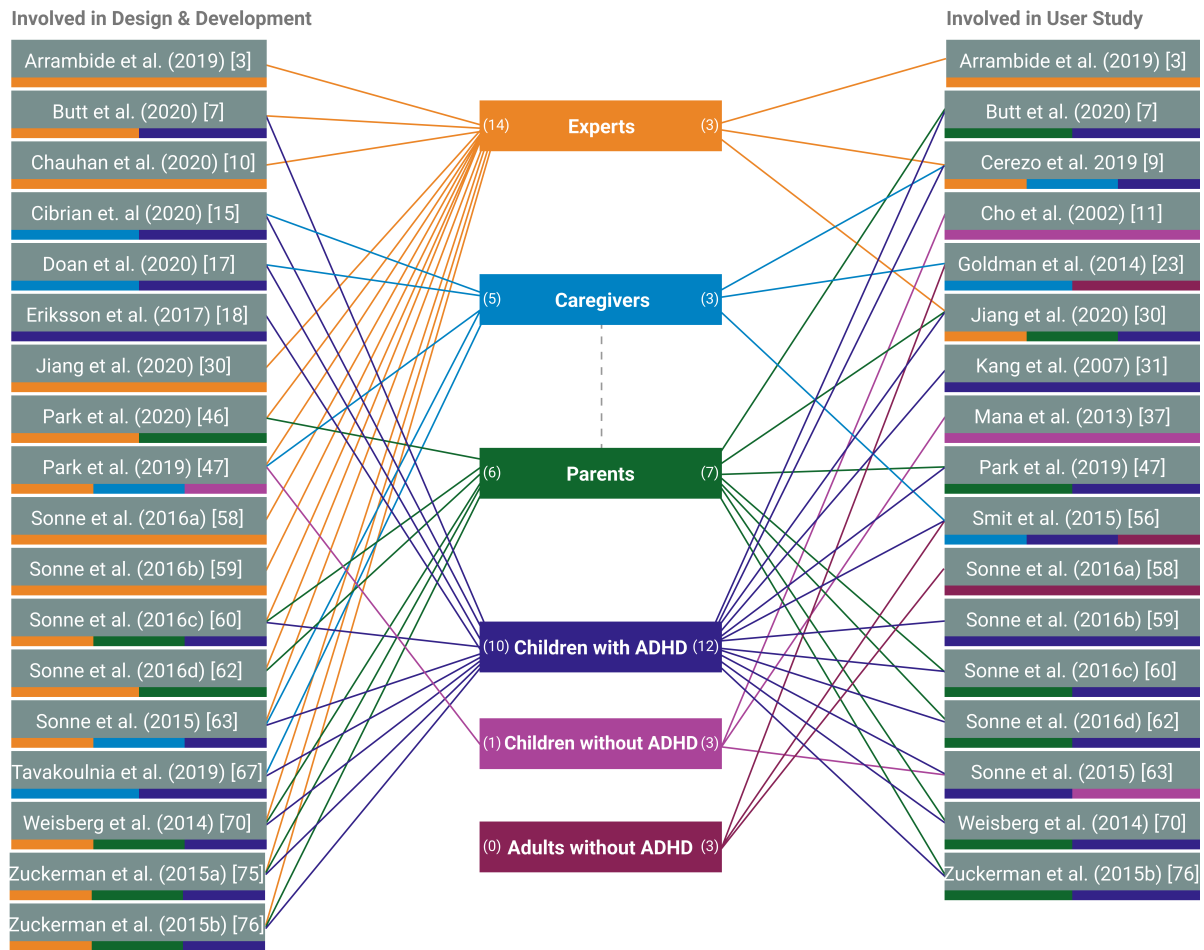 Involved in Design & Development
Arrambide et al. (2019) [3]
Butt et al. (2020) [7]
Chauhan et al. (2020) [10]
Cibrian et. al (2020) [15]
Doan et al. (2020) [17]
Eriksson et al. (2017) [18]
Jiang et al. (2020) [30]
Park et al. (2020) [46]
Park et al. (2019) [47]
Sonne et al. (2016a) [58]
Sonne et al. (2016b) [59]
Sonne et al. (2016c) [60]
Sonne et al. (2016d) [62]
Sonne et al. (2015) [63]
Tavakoulnia et al. (2019) [67]
Weisberg et al. (2014) [70]
Zuckerman et al. (2015a) [75]
Zuckerman et al. (2015b) [76]
(14) Experts (3)
(5) Caregivers (3)
(6) Parents (7)
(10) Children with ADHD (12)
(1) Children without ADHD (3)
(0) Adults without ADHD (3)
Involved in User Study
Arrambide et al. (2019) [3]
Butt et al. (2020) [7]
Cerezo et al. 2019 [9]
Cho et al. (2002) [11]
Goldman et al. (2014) [23]
Jiang et al. (2020) [30]
Kang et al. (2007) [31]
Mana et al. (2013) [37]
Park et al. (2019) [47]
Smit et al. (2015) [56]
Sonne et al. (2016a) [58]
Sonne et al. (2016b) [59]
Sonne et al. (2016c) [60]
Sonne et al. (2016d) [62]
Sonne et al. (2015) [63]
Weisberg et al. (2014) [70]
Zuckerman et al. (2015b) [76]